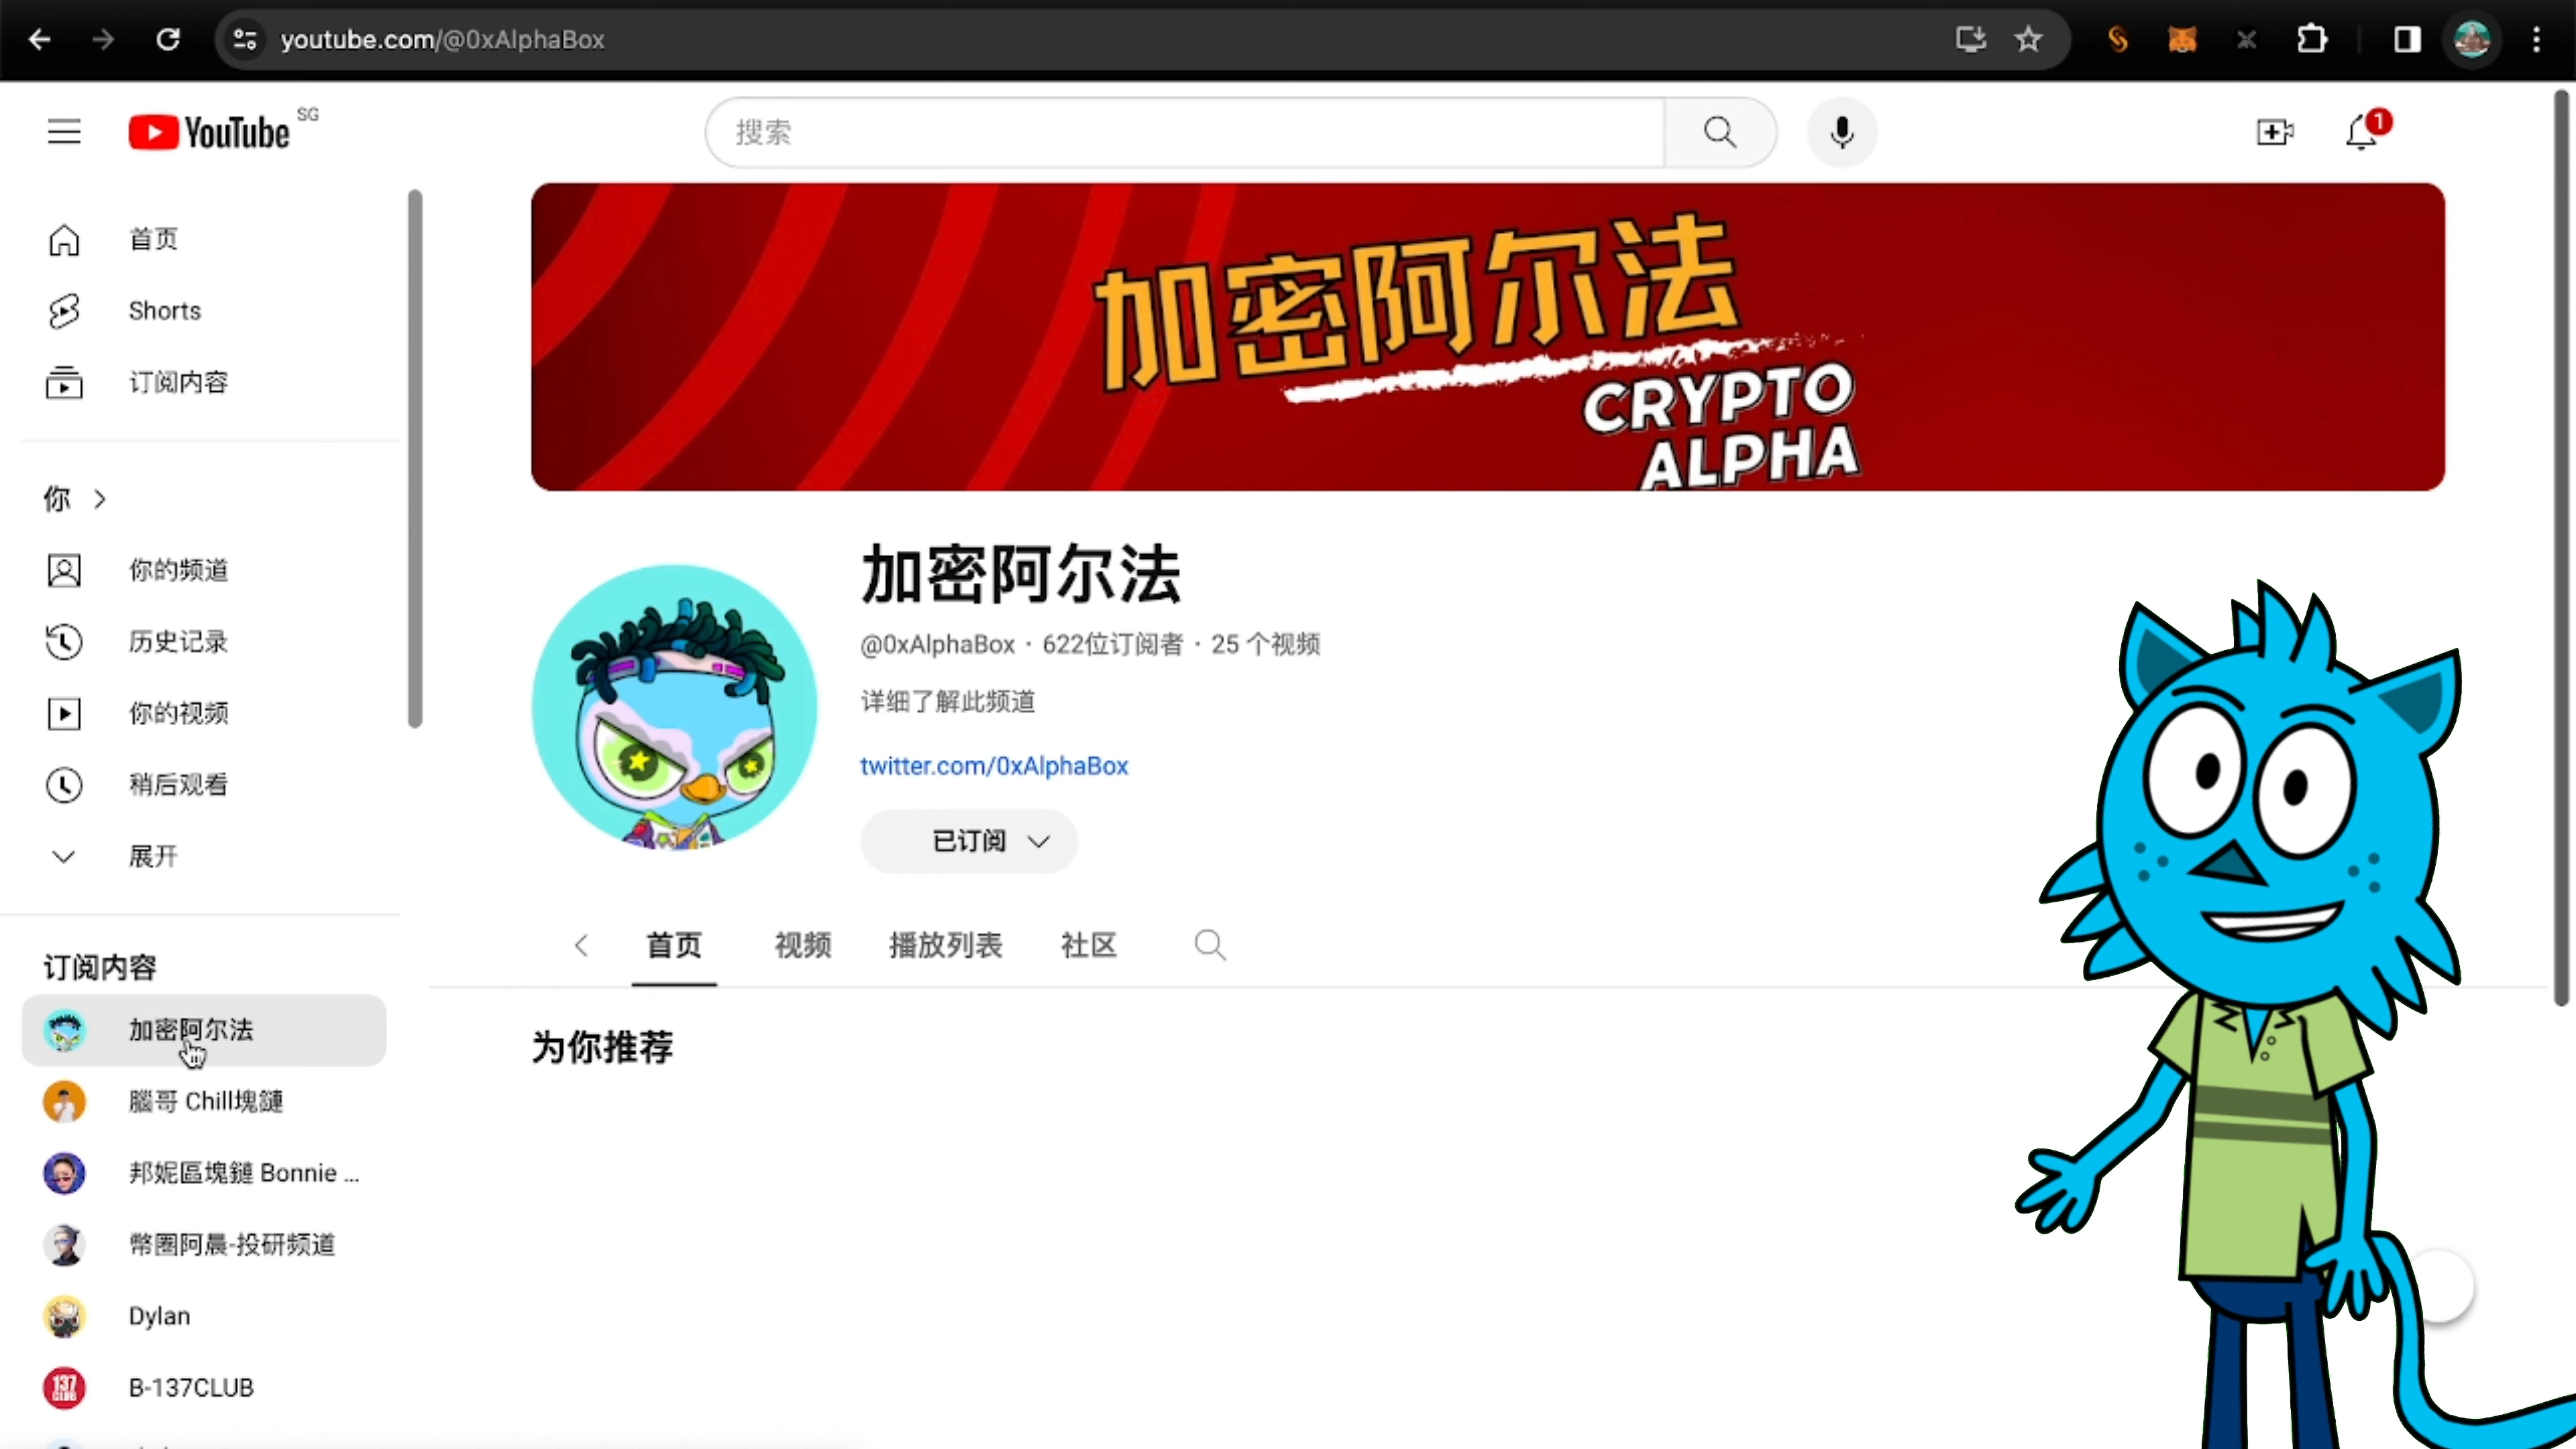 youtube.com/@0xAlphaBox
YouTube SG
搜索
1
首页
Shorts
订阅内容
你
你的频道
历史记录
你的视频
稍后观看
展开
订阅内容
加密阿尔法
腦哥 Chill塊鏈
邦妮區塊鏈 Bonnie ...
幣圈阿晨-投研频道
Dylan
137 CLUB
B-137CLUB
加密阿尔法
CRYPTO
ALPHA
加密阿尔法
@0xAlphaBox · 622位订阅者 · 25 个视频
详细了解此频道
twitter.com/0xAlphaBox
已订阅
首页 视频 播放列表 社区
为你推荐